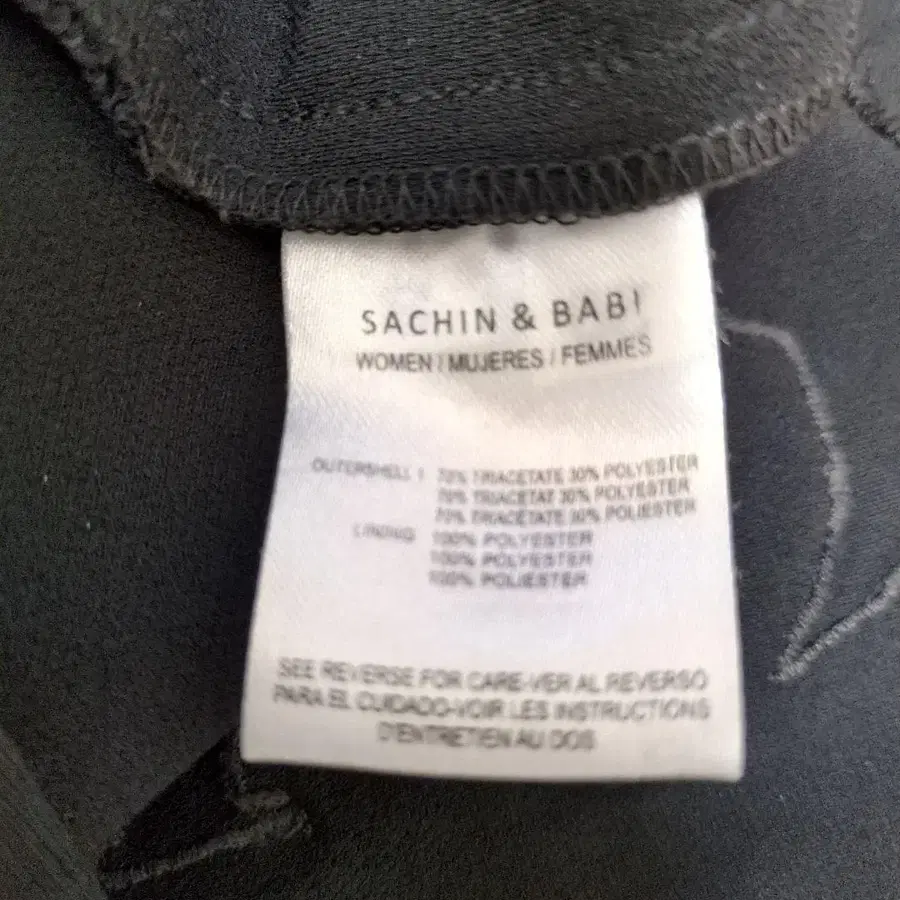 SACHIN & BABI
WOMEN / MUJERES / FEMMES
OUTERSHELL 1 70% TRIACETATE 30% POLYESTER
70% TRIACETAT 30% POLYESTER
70% TRIACETATE 30% POLIESTER
LINING 100% POLYESTER
100% POLYESTER
100% POLIESTER
SEE REVERSE FOR CARE-VER AL REVERSO
PARA EL CUIDADO-VOIR LES INSTRUCTIONS
D'ENTRETIEN AU DOS